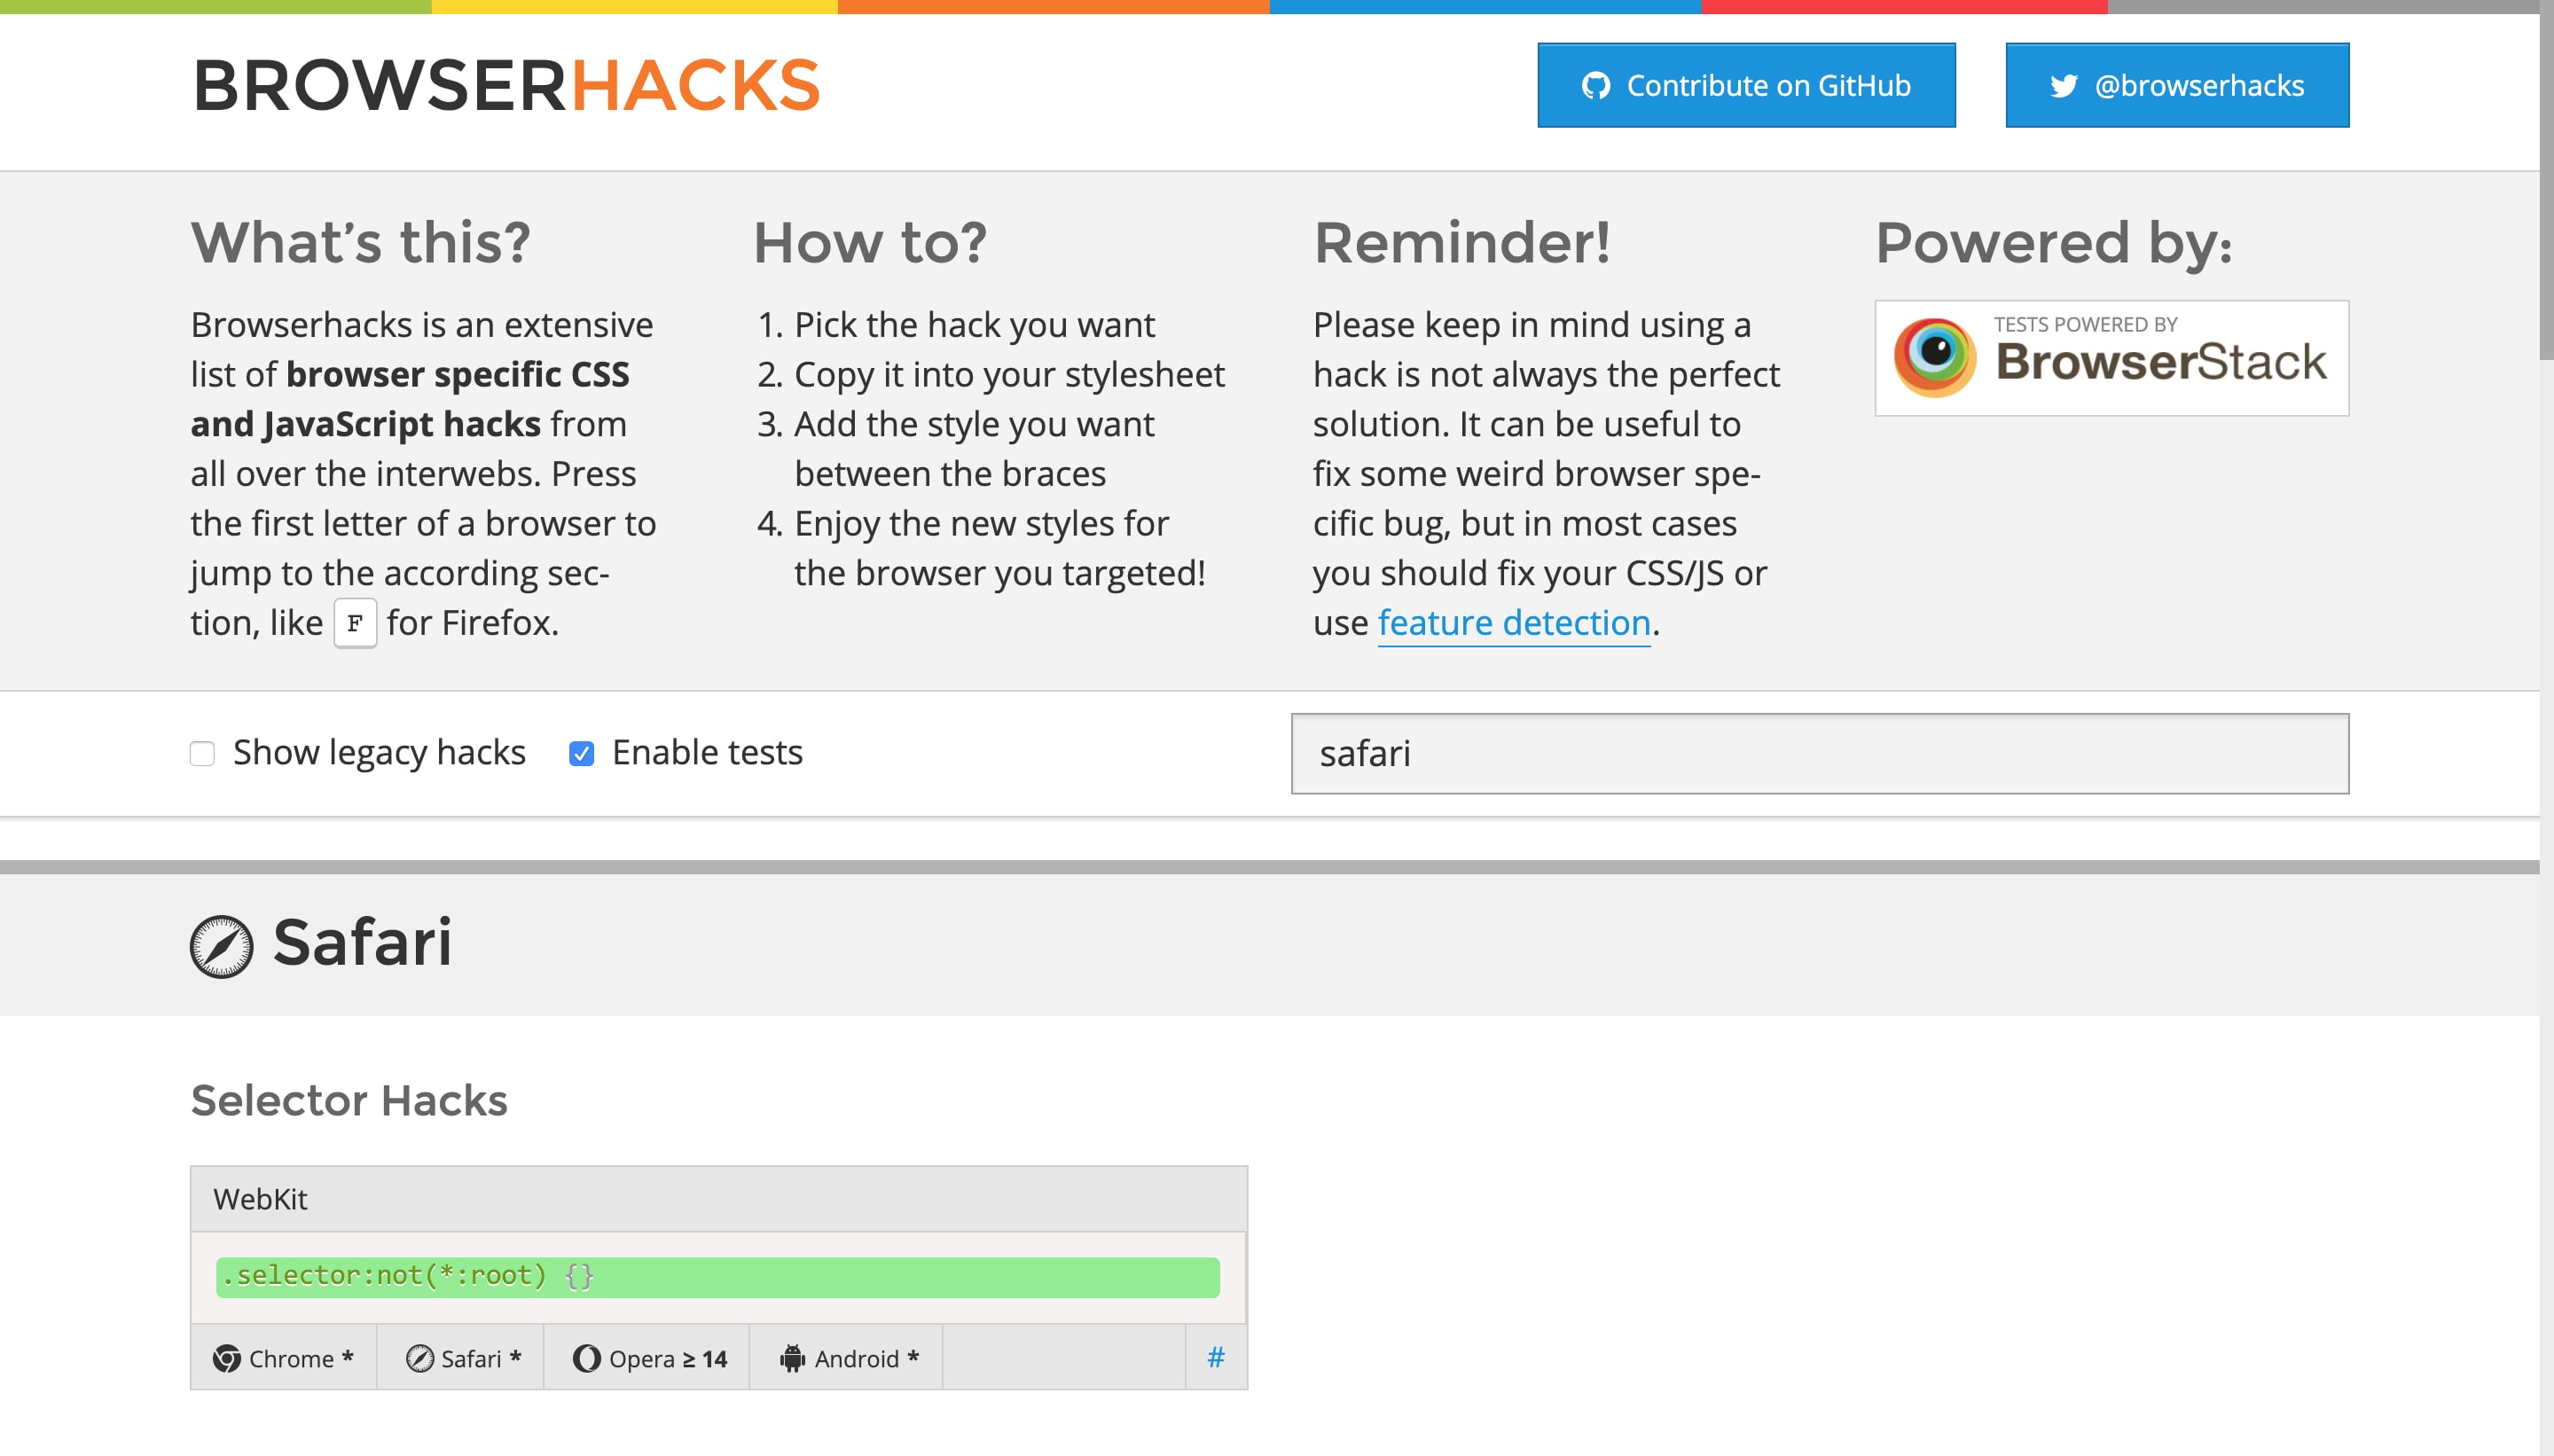 BROWSERHACKS
Contribute on GitHub
@browserhacks
What’s this?
Browserhacks is an extensive
list of browser specific CSS
and JavaScript hacks from
all over the interwebs. Press
the first letter of a browser to
jump to the according sec-
tion, like F for Firefox.
How to?
1. Pick the hack you want
2. Copy it into your stylesheet
3. Add the style you want
between the braces
4. Enjoy the new styles for
the browser you targeted!
Reminder!
Please keep in mind using a
hack is not always the perfect
solution. It can be useful to
fix some weird browser spe-
cific bug, but in most cases
you should fix your CSS/JS or
use feature detection.
Powered by:
TESTS POWERED BY
BrowserStack
Show legacy hacks
Enable tests
safari
Safari
Selector Hacks
WebKit
.selector:not(*:root) {}
Chrome *
Safari *
Opera ≥ 14
Android *
#